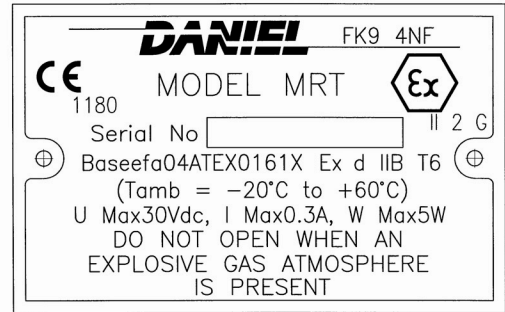 DANIEL FK9 4NF
CE MODEL MRT Ex
1180
II 2 G
Serial No
Baseefa04ATEX0161X Ex d IIB T6
(Tamb = -20°C to +60°C)
U Max30Vdc, I Max0.3A, W Max5W
DO NOT OPEN WHEN AN
EXPLOSIVE GAS ATMOSPHERE
IS PRESENT